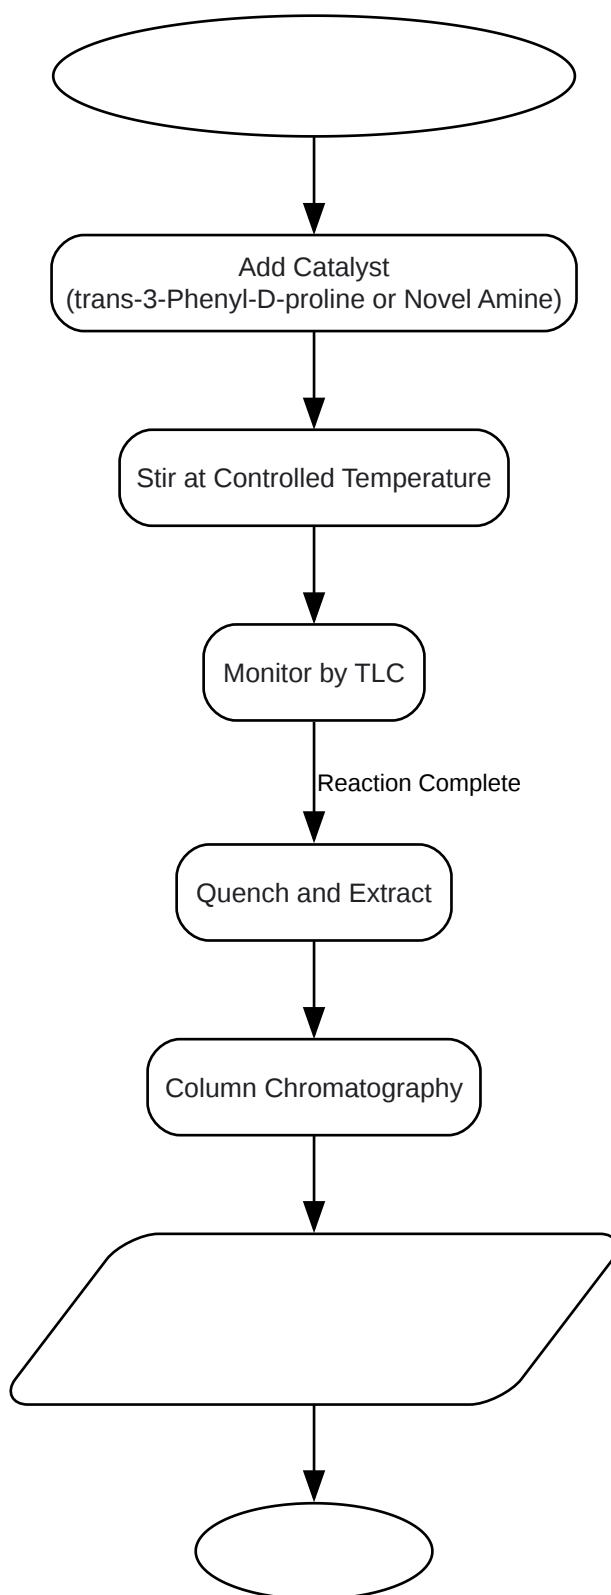 Add Catalyst
(trans-3-Phenyl-D-proline or Novel Amine)
Stir at Controlled Temperature
Monitor by TLC
Reaction Complete
Quench and Extract
Column Chromatography